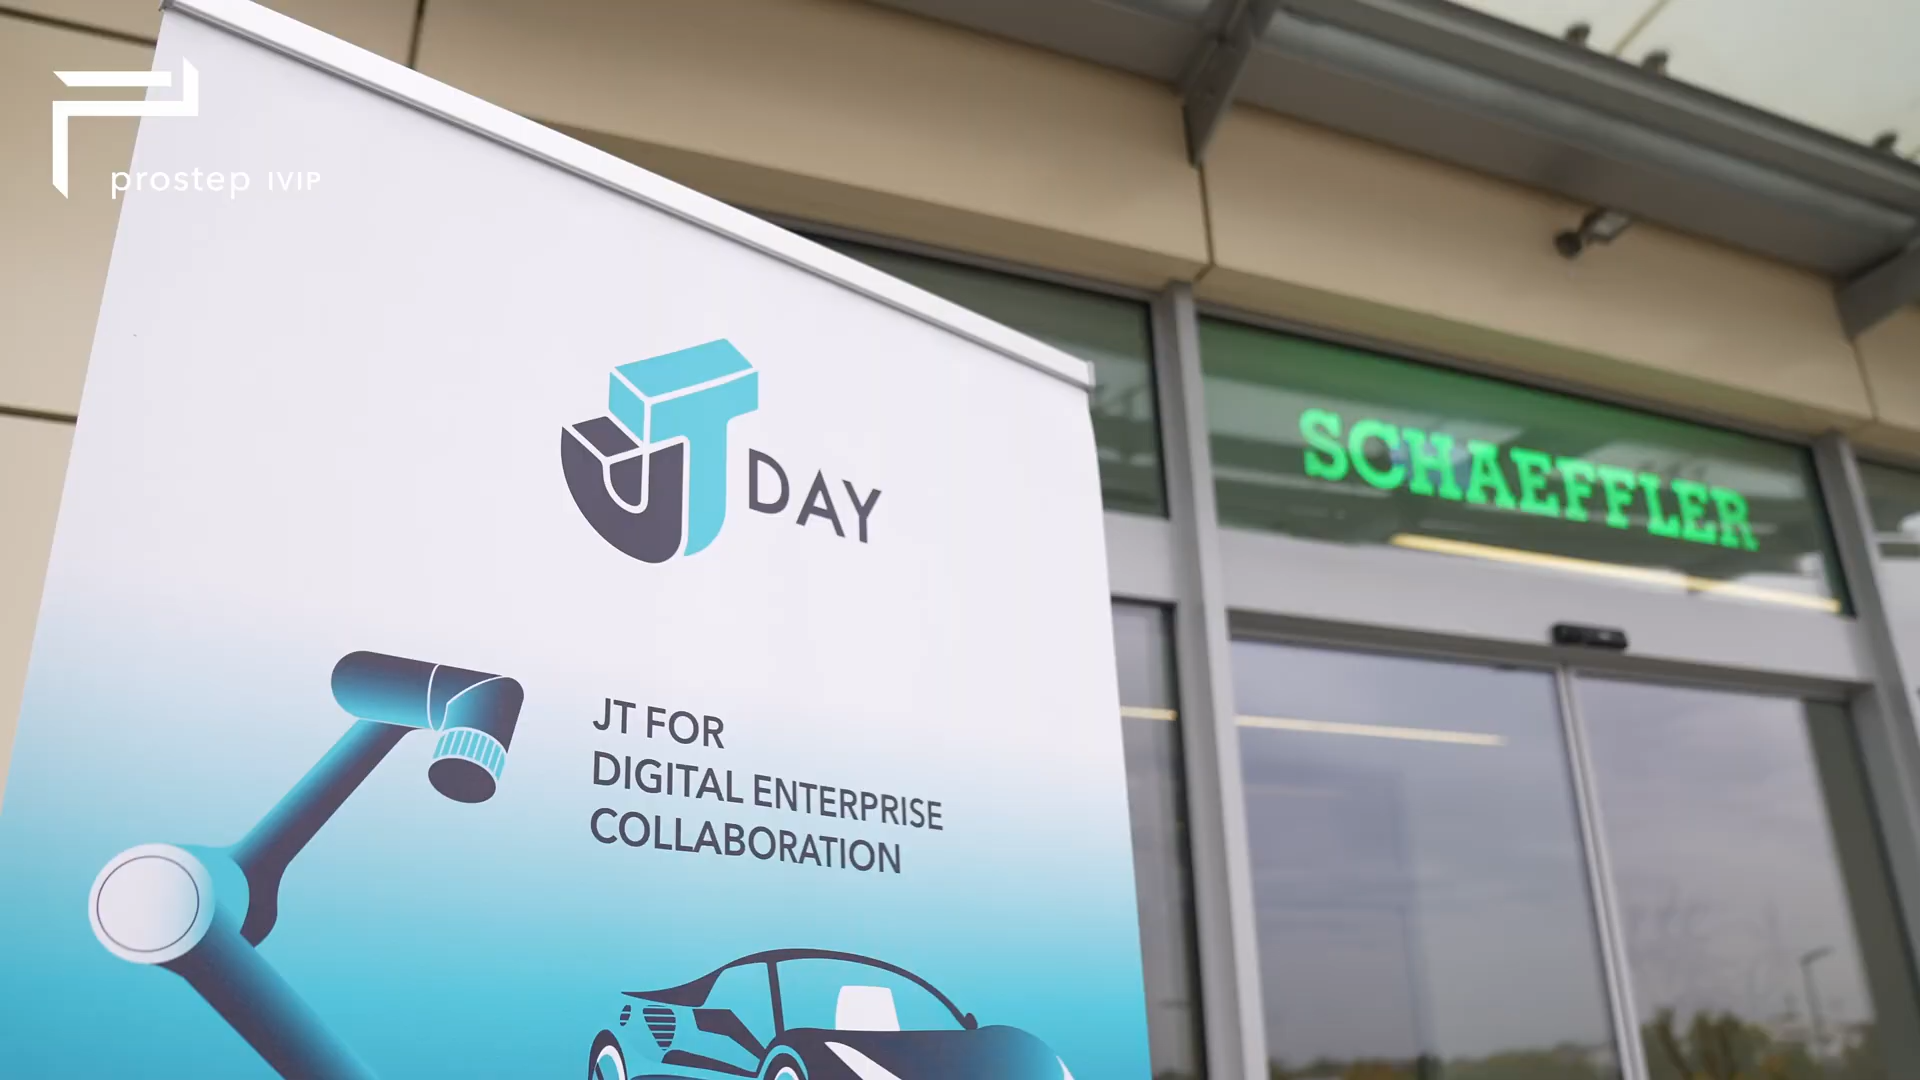 prostep IVIP
JT DAY
SCHAEFFLER
JT FOR
DIGITAL ENTERPRISE
COLLABORATION